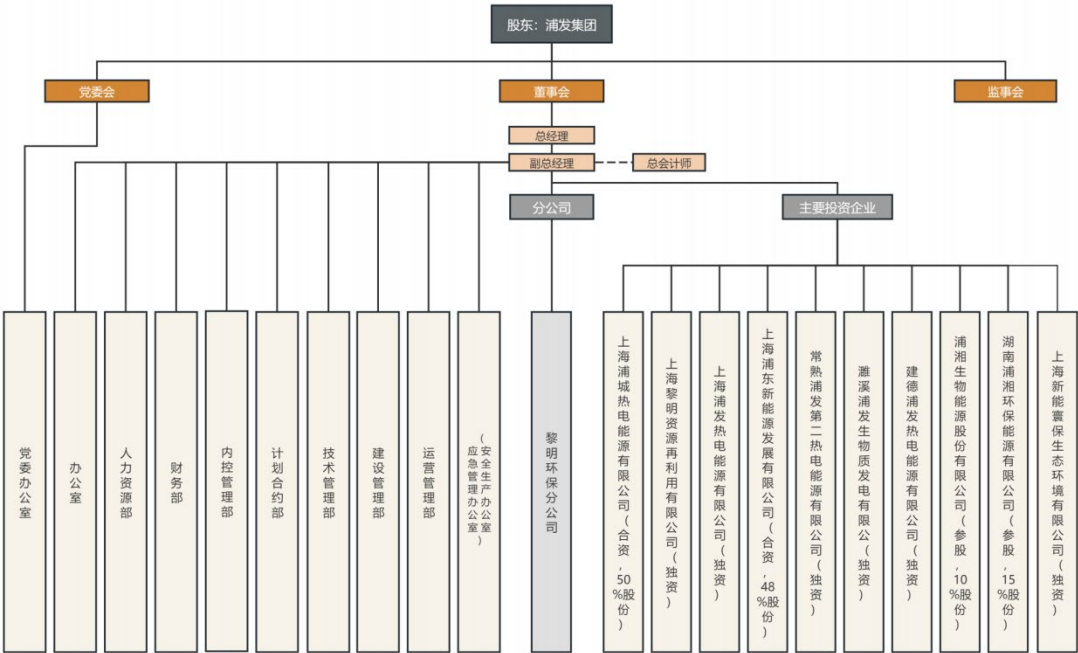 股东：浦发集团
党委会
董事会
监事会
总经理
副总经理
总会计师
分公司
主要投资企业
党委办公室
办公室
人力资源部
财务部
内控管理部
计划合约部
技术管理部
建设管理部
运营管理部
应急管理办公室
（安全生产办公室）
黎明环保分公司
上海浦城热电能源有限公司（合资，50%股份）
上海黎明资源再利用有限公司（独资）
上海浦发热电能源有限公司（独资）
上海浦东新能源发展有限公司（合资，48%股份）
常熟浦发第二热电能源有限公司（独资）
濉溪浦发生物质发电有限公（独资）
建德浦发热电能源有限公司（独资）
浦湘生物能源股份有限公司（参股，10%股份）
湖南浦湘环保能源有限公司（参股，15%股份）
上海新能寰保生态环境有限公司（独资）